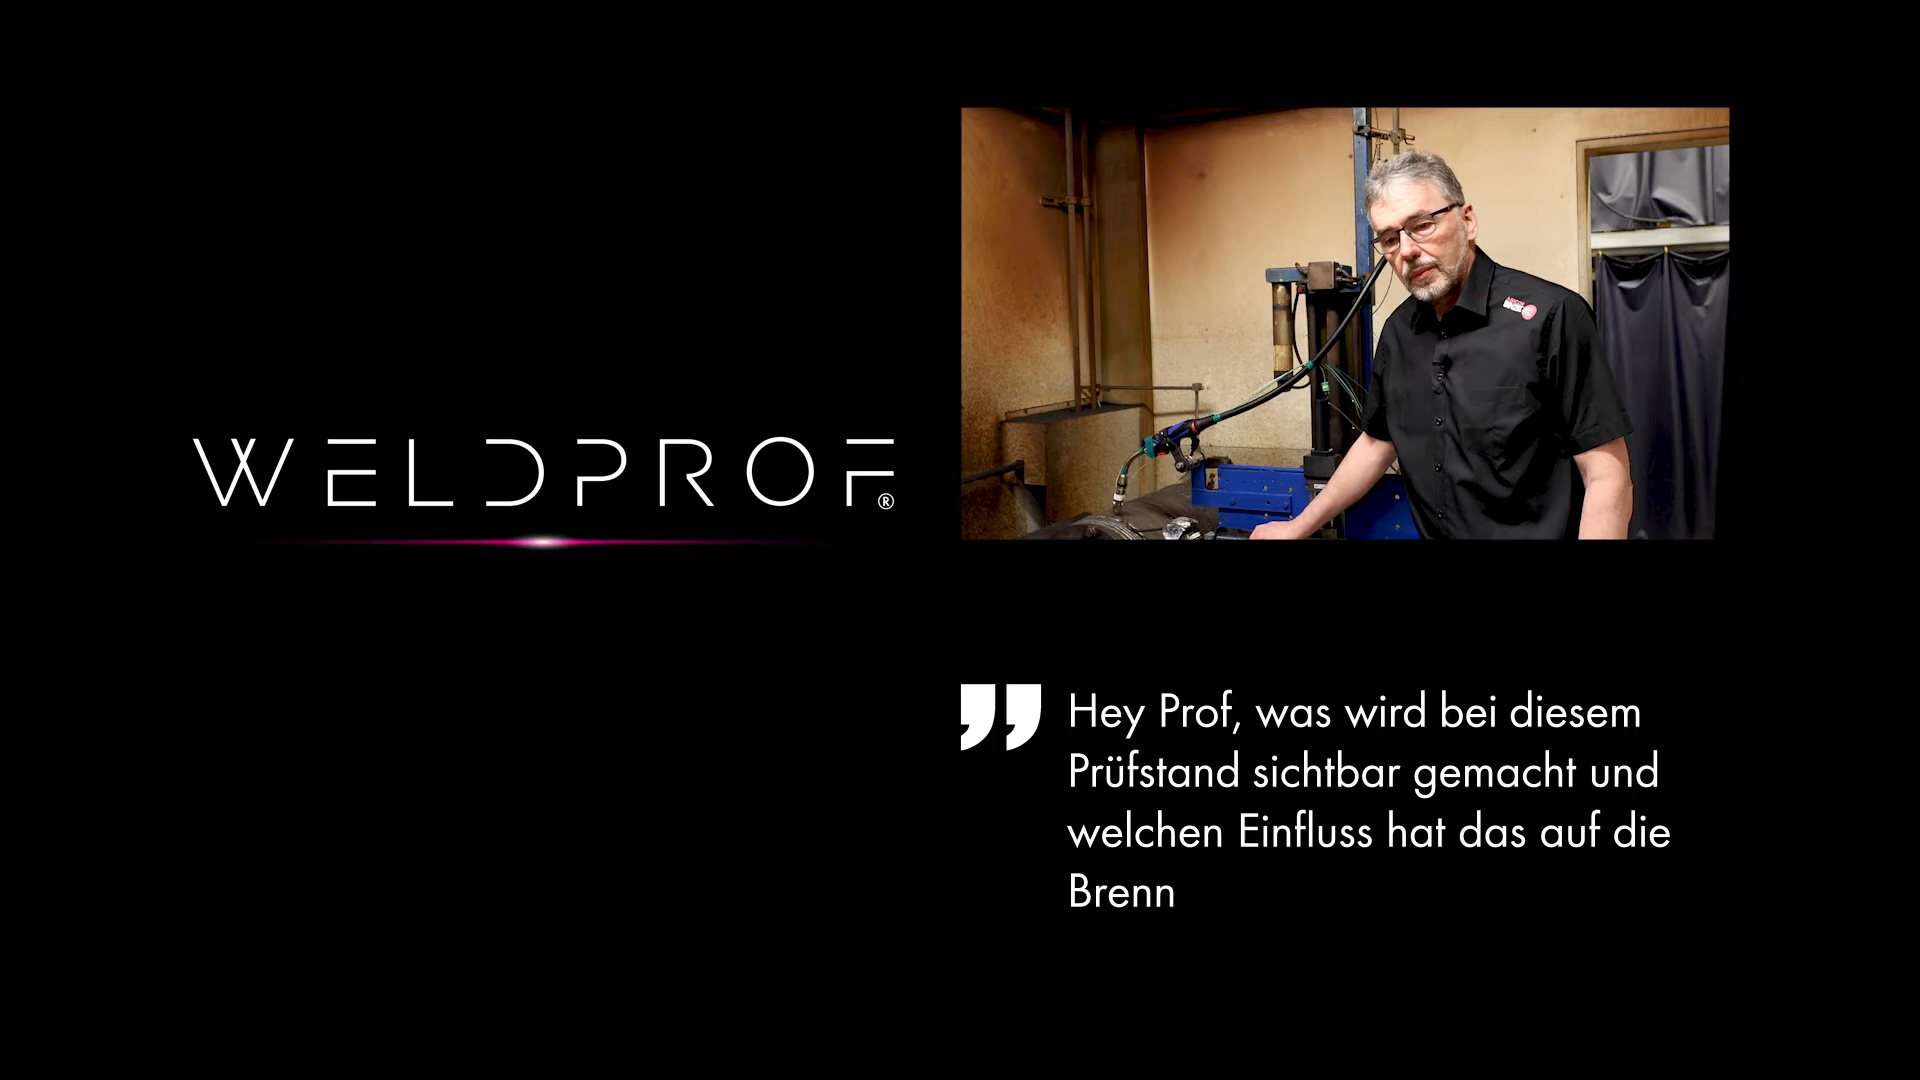 WELDPROF®
Hey Prof, was wird bei diesem
Prüfstand sichtbar gemacht und
welchen Einfluss hat das auf die
Brenn